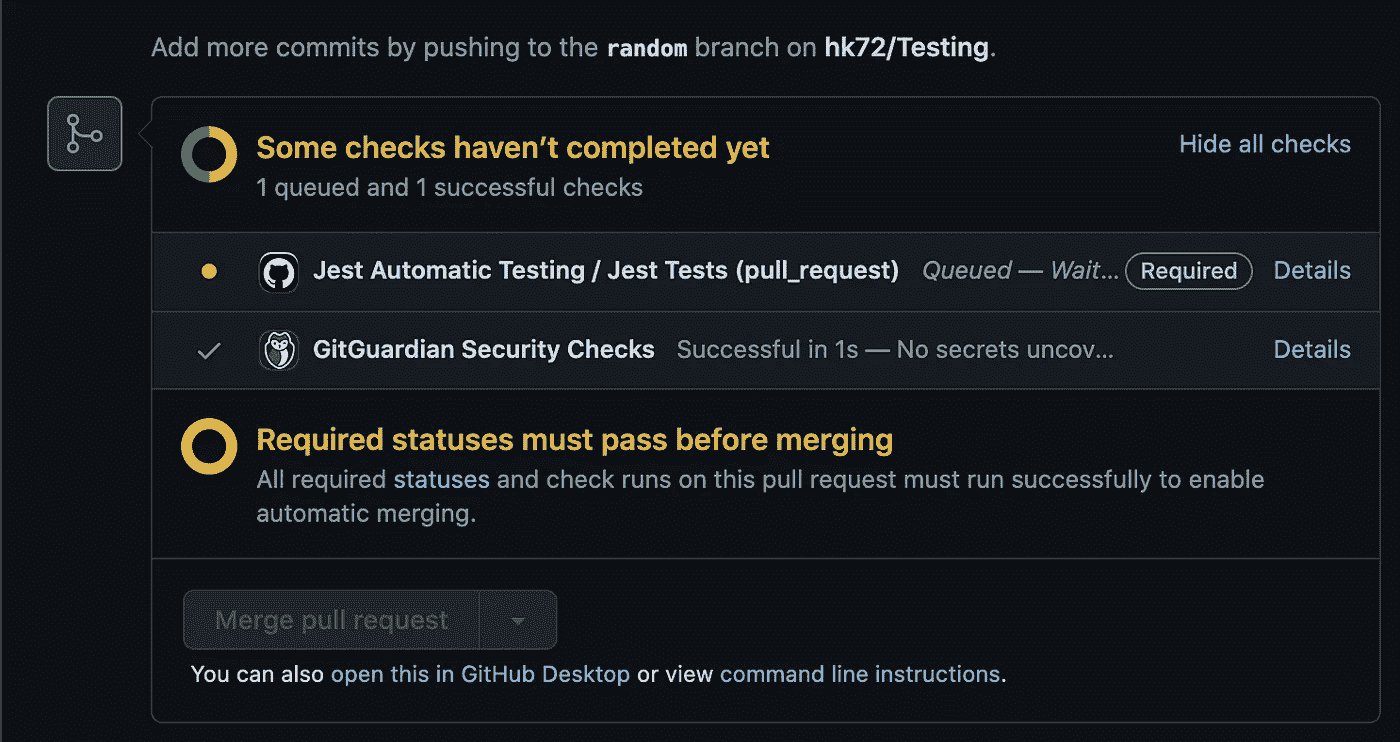 Add more commits by pushing to the random branch on hk72/Testing.
Some checks haven’t completed yet
Hide all checks
1 queued and 1 successful checks
Jest Automatic Testing / Jest Tests (pull_request) Queued — Wait... Required Details
GitGuardian Security Checks Successful in 1s — No secrets uncov... Details
Required statuses must pass before merging
All required statuses and check runs on this pull request must run successfully to enable
automatic merging.
Merge pull request
You can also open this in GitHub Desktop or view command line instructions.